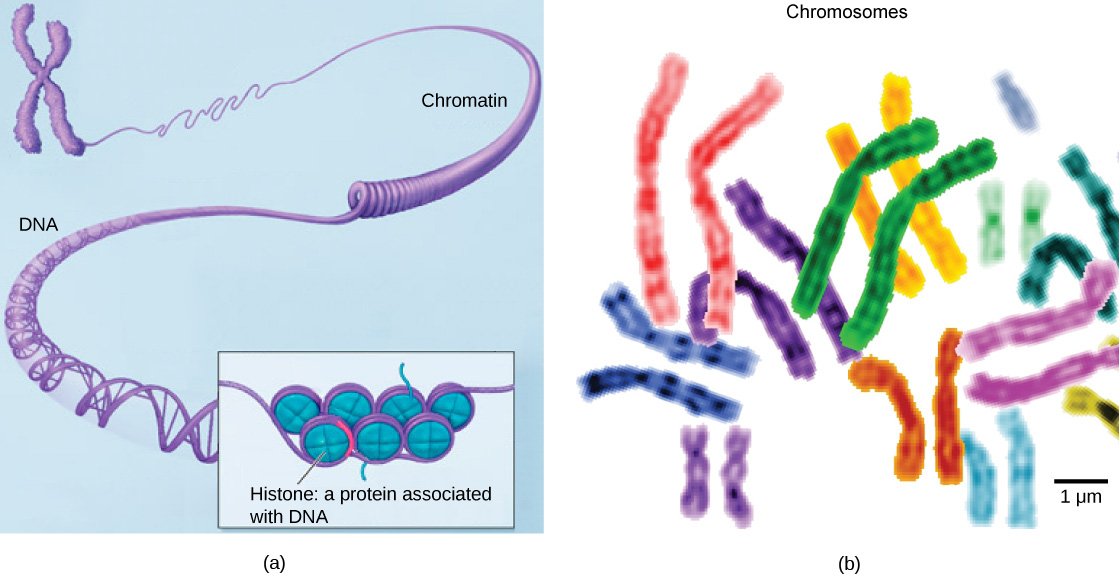 Chromosomes
Chromatin
DNA
Histone: a protein associated
with DNA
1 µm
(a)
(b)